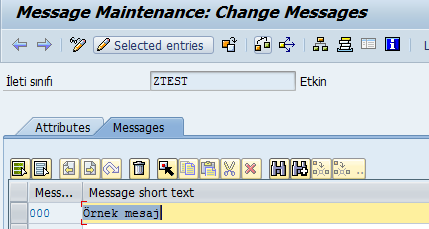 Message Maintenance: Change Messages
Selected entries
İleti sınıfı ZTEST Etkin
Attributes Messages
Mess... Message short text
000 Örnek mesaj